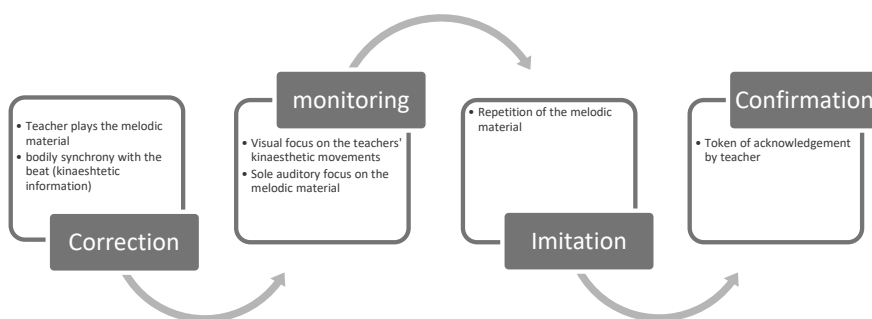 • Teacher plays the melodic
material
• bodily synchrony with the
beat (kinaeshtetic
information)
Correction
monitoring
• Visual focus on the teachers'
kinaesthetic movements
• Sole auditory focus on the
melodic material
• Repetition of the melodic
material
Imitation
Confirmation
• Token of acknowledgement
by teacher